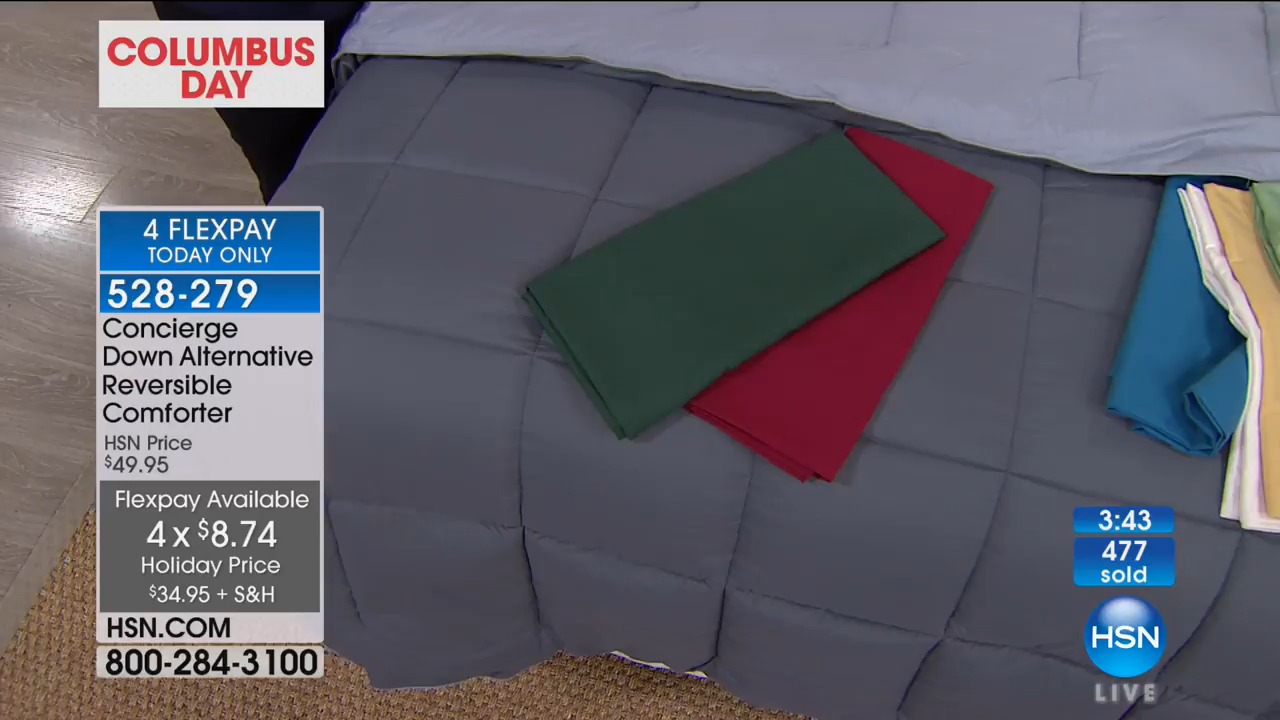 COLUMBUS
DAY
4 FLEXPAY
TODAY ONLY
528-279
Concierge
Down Alternative
Reversible
Comforter
HSN Price
$49.95
Flexpay Available
4 x $8.74
Holiday Price
$34.95 + S&H
HSN.COM
800-284-3100
3:43
477
sold
HSN
LIVE